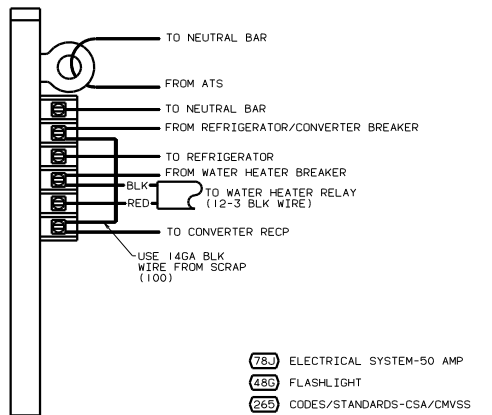 TO NEUTRAL BAR
FROM ATS
TO NEUTRAL BAR
FROM REFRIGERATOR/CONVERTER BREAKER
TO REFRIGERATOR
FROM WATER HEATER BREAKER
BLK
TO WATER HEATER RELAY
RED
(12-3 BLK WIRE)
TO CONVERTER RECP
USE 14GA BLK
WIRE FROM SCRAP
(100)
78J ELECTRICAL SYSTEM-50 AMP
48G FLASHLIGHT
265 CODES/STANDARDS-CSA/CMVSS